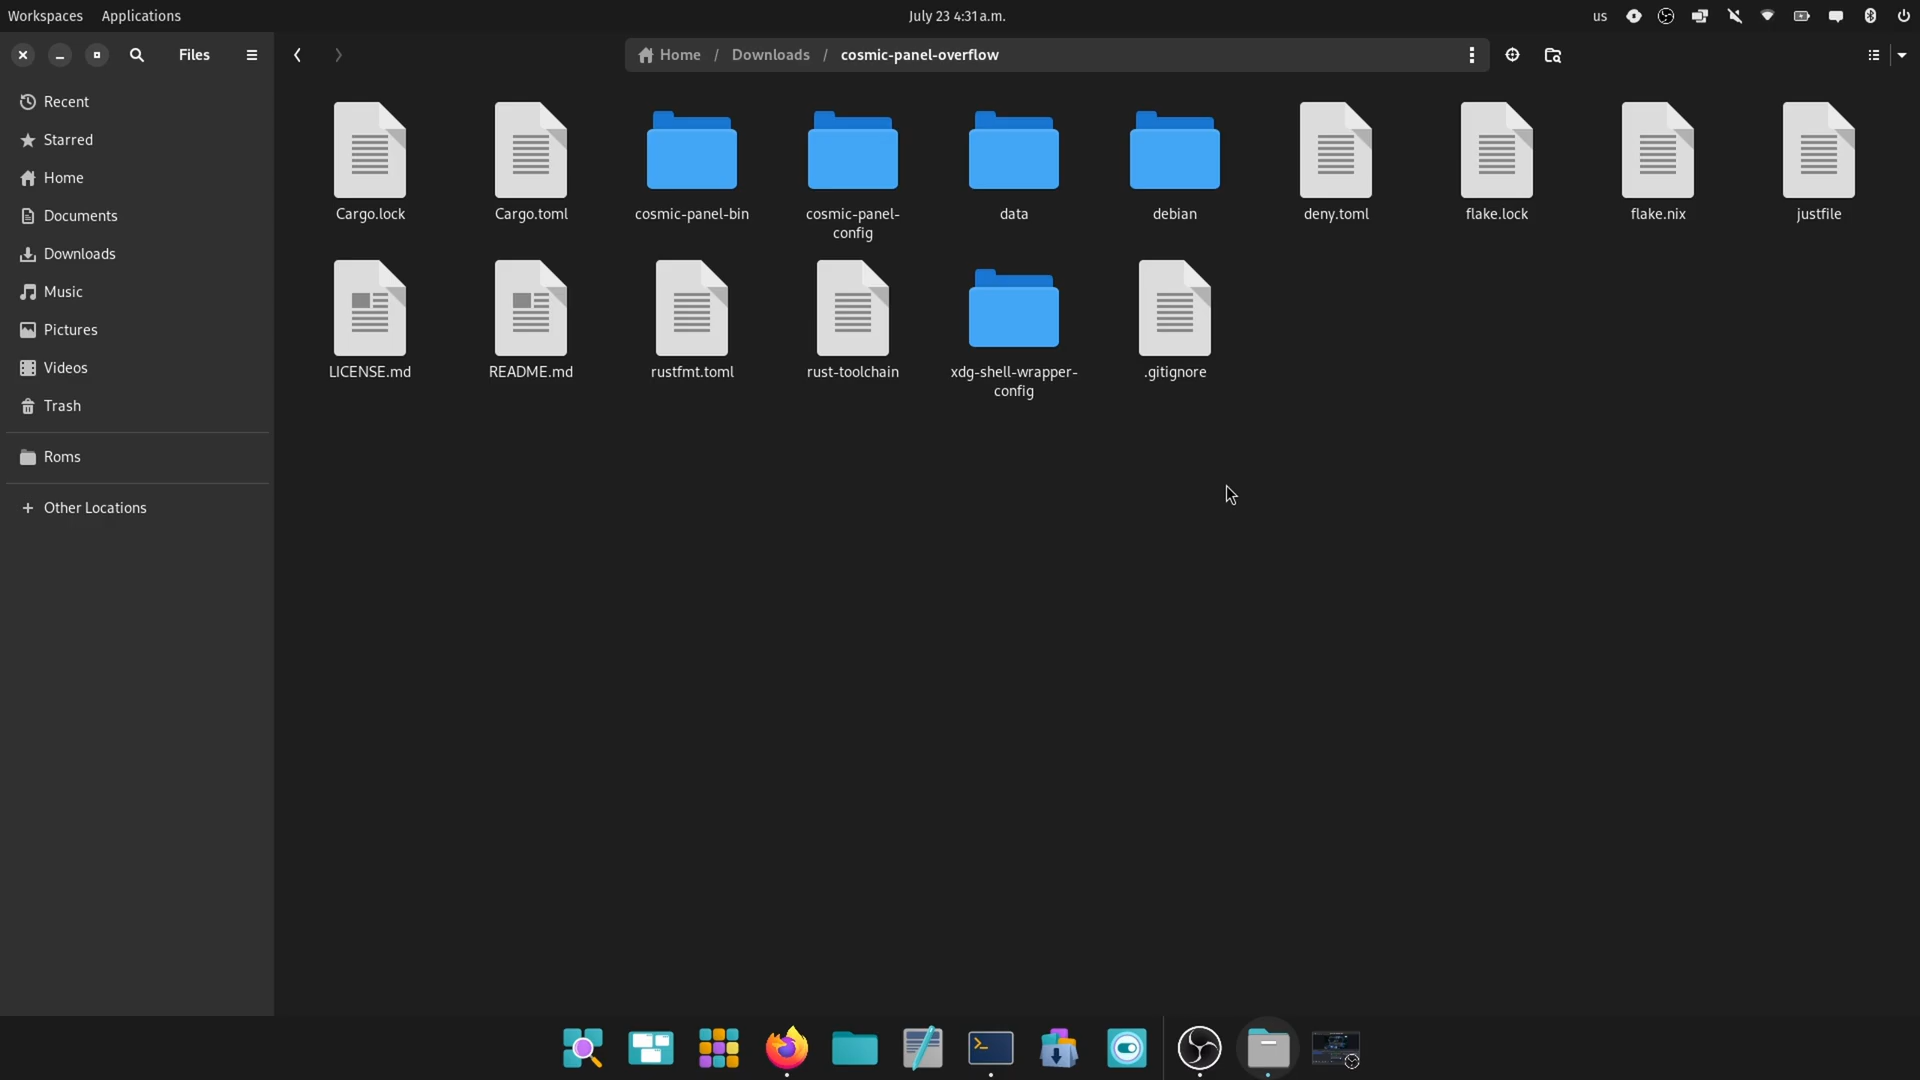 Workspaces Applications July 23 4:31 a.m. us
Files Home / Downloads / cosmic-panel-overflow
Recent
Starred
Home
Documents
Downloads
Music
Pictures
Videos
Trash
Roms
Other Locations
Cargo.lock Cargo.toml cosmic-panel-bin cosmic-panel-
config data debian deny.toml flake.lock flake.nix justfile
LICENSE.md README.md rustfmt.toml rust-toolchain xdg-shell-wrapper-
config .gitignore